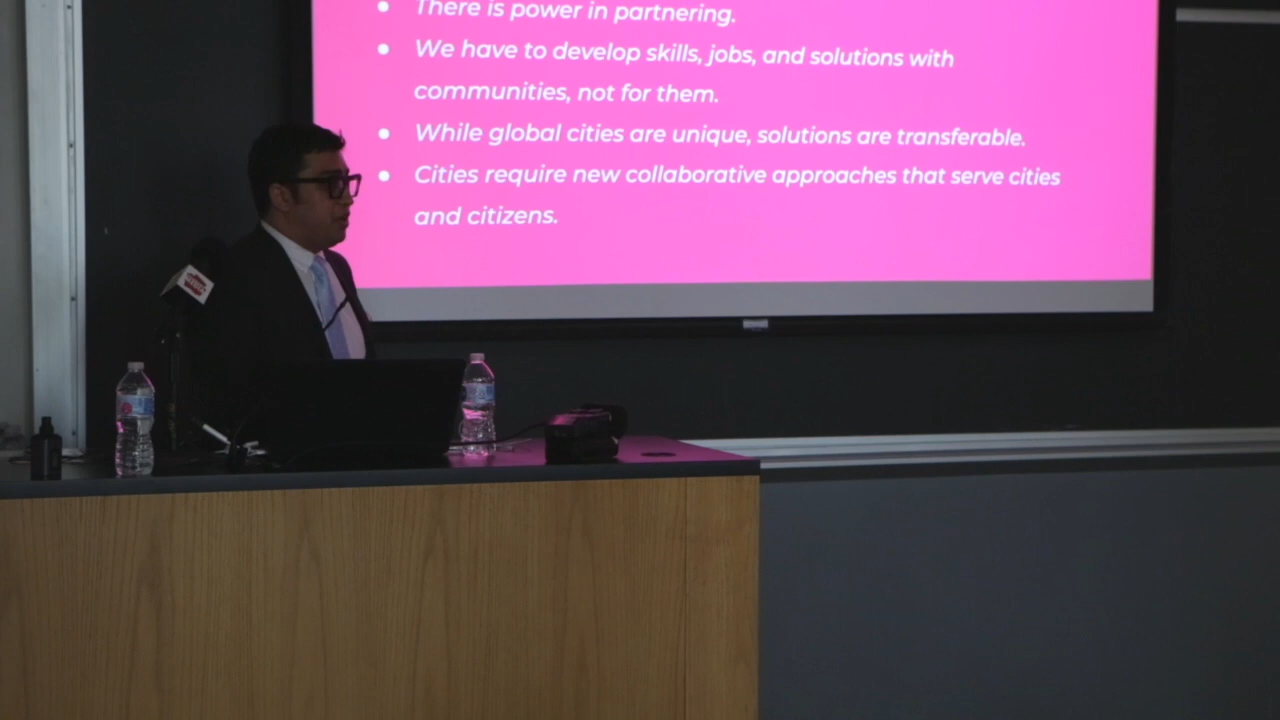 There is power in partnering.
We have to develop skills, jobs, and solutions with
communities, not for them.
While global cities are unique, solutions are transferable.
Cities require new collaborative approaches that serve cities
and citizens.